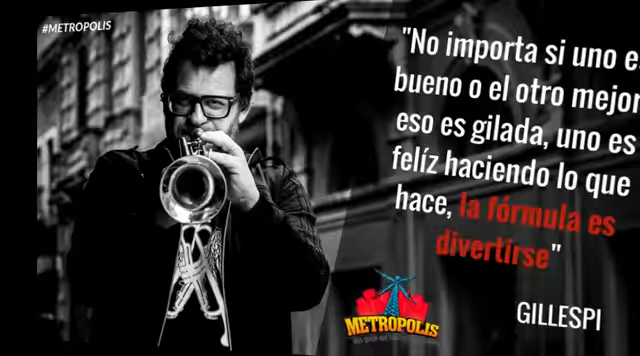 #METROPOLIS
"No importa si uno es
bueno o el otro mejor
eso es gilada, uno es
felíz haciendo lo que
hace, la fórmula es
divertirse"
GILLESPI
METROPOLIS